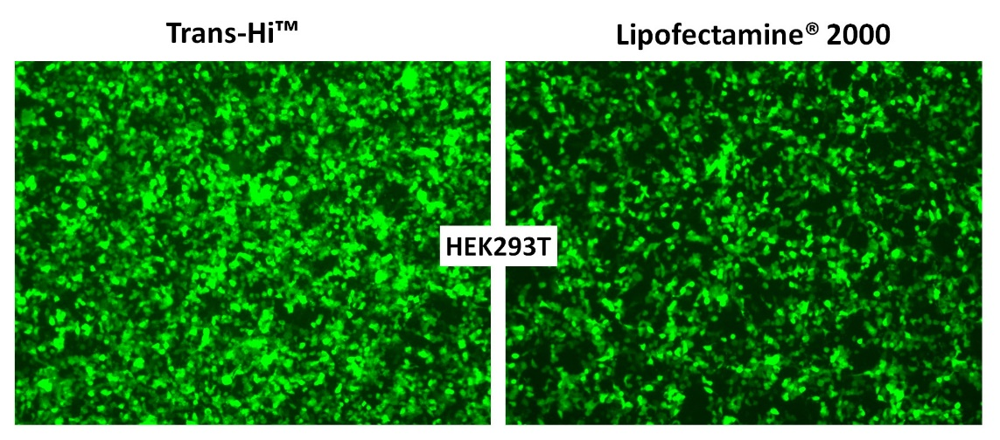 Trans-Hi™
Lipofectamine® 2000
HEK293T